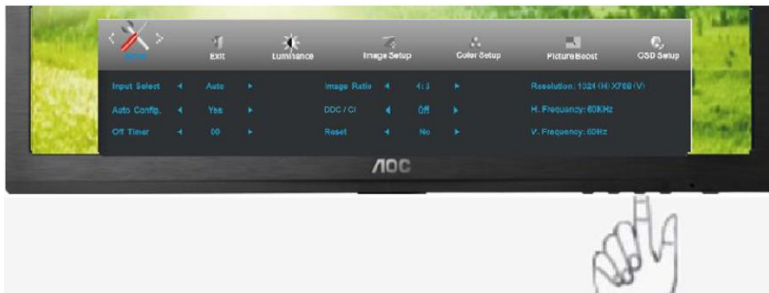 Exit
Luminance
Image Setup
Color Setup
Picture Boost
OSD Setup
Input Select Auto Image Ratio 4:3 Resolution: 1024 (H) X768 (V)
Auto Config. Yes DDC / CI Off H. Frequency: 60KHz
Off Timer 00 Reset No V. Frequency: 60Hz
AOC